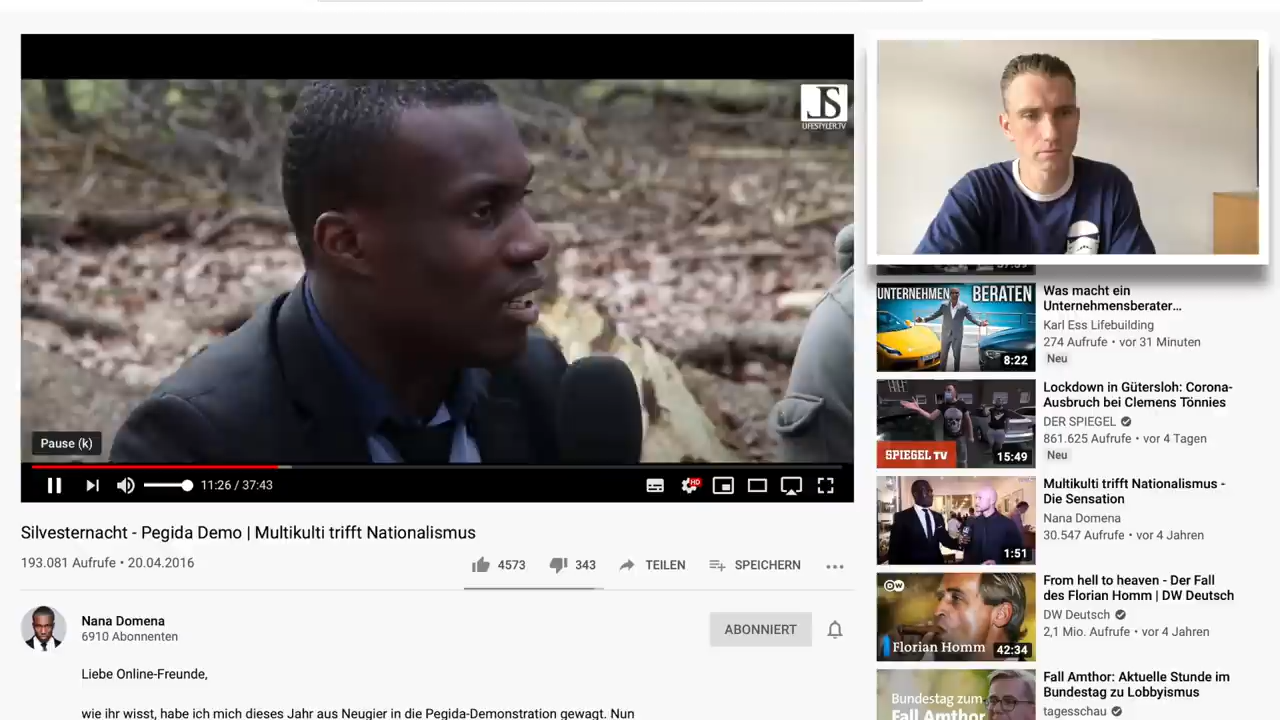 JS
LIFESTYLER.TV
Pause (k)
11:26 / 37:43
HD
Silvesternacht - Pegida Demo | Multikulti trifft Nationalismus
193.081 Aufrufe • 20.04.2016
4573
343
TEILEN
SPEICHERN
Nana Domena
6910 Abonnenten
ABONNIERT
Liebe Online-Freunde,
wie ihr wisst, habe ich mich dieses Jahr aus Neugier in die Pegida-Demonstration gewagt. Nun
UNTERNEHMEN BERATEN
8:22
Was macht ein
Unternehmensberater...
Karl Ess Lifebuilding
274 Aufrufe • vor 31 Minuten
Neu
SPIEGEL TV
15:49
Lockdown in Gütersloh: Corona-
Ausbruch bei Clemens Tönnies
DER SPIEGEL
861.625 Aufrufe • vor 4 Tagen
Neu
1:51
Multikulti trifft Nationalismus -
Die Sensation
Nana Domena
30.547 Aufrufe • vor 4 Jahren
DW
Florian Homm
42:34
From hell to heaven - Der Fall
des Florian Homm | DW Deutsch
DW Deutsch
2,1 Mio. Aufrufe • vor 4 Jahren
Bundestag zum
Fall Amthor
Fall Amthor: Aktuelle Stunde im
Bundestag zu Lobbyismus
tagesschau